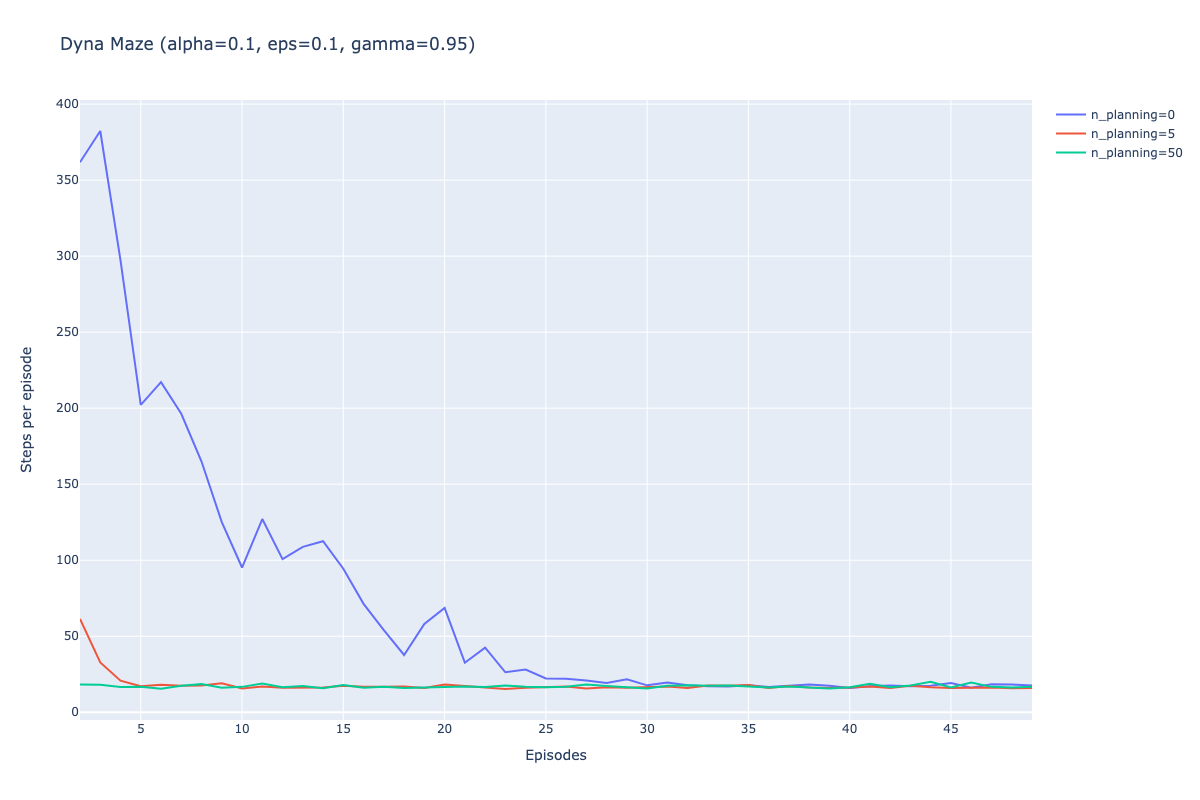 Dyna Maze (alpha=0.1, eps=0.1, gamma=0.95)
n_planning=0
n_planning=5
n_planning=50
Steps per episode
400
350
300
250
200
150
100
50
0
5 10 15 20 25 30 35 40 45
Episodes